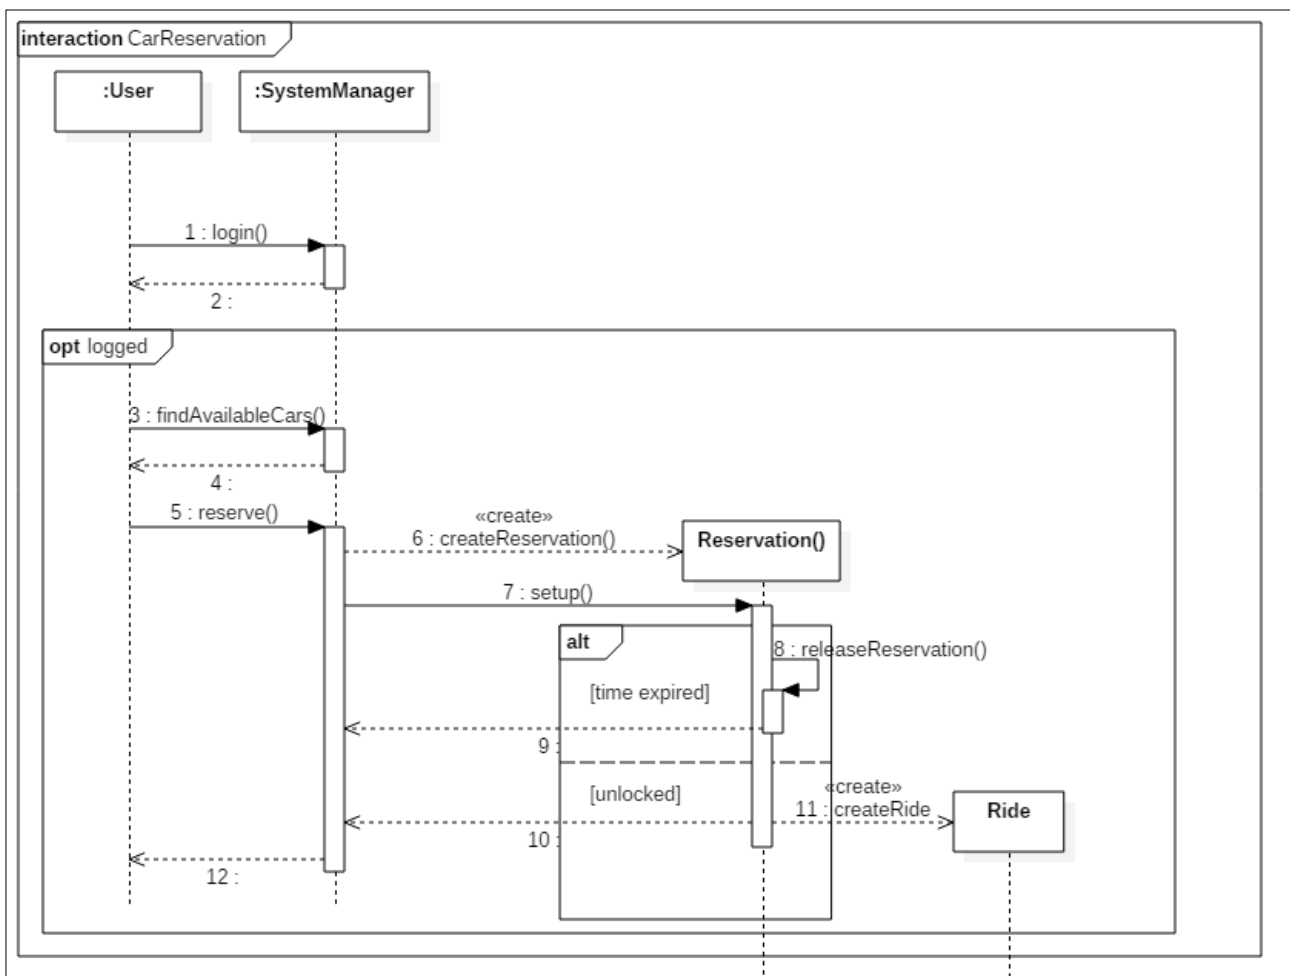 interaction CarReservation
:User
:SystemManager
1 : login()
2 :
opt logged
3 : findAvailableCars()
4 :
5 : reserve()
«create»
6 : createReservation()
Reservation()
7 : setup()
alt
8 : releaseReservation()
[time expired]
9 :
[unlocked]
«create»
11 : createRide
Ride
10 :
12 :